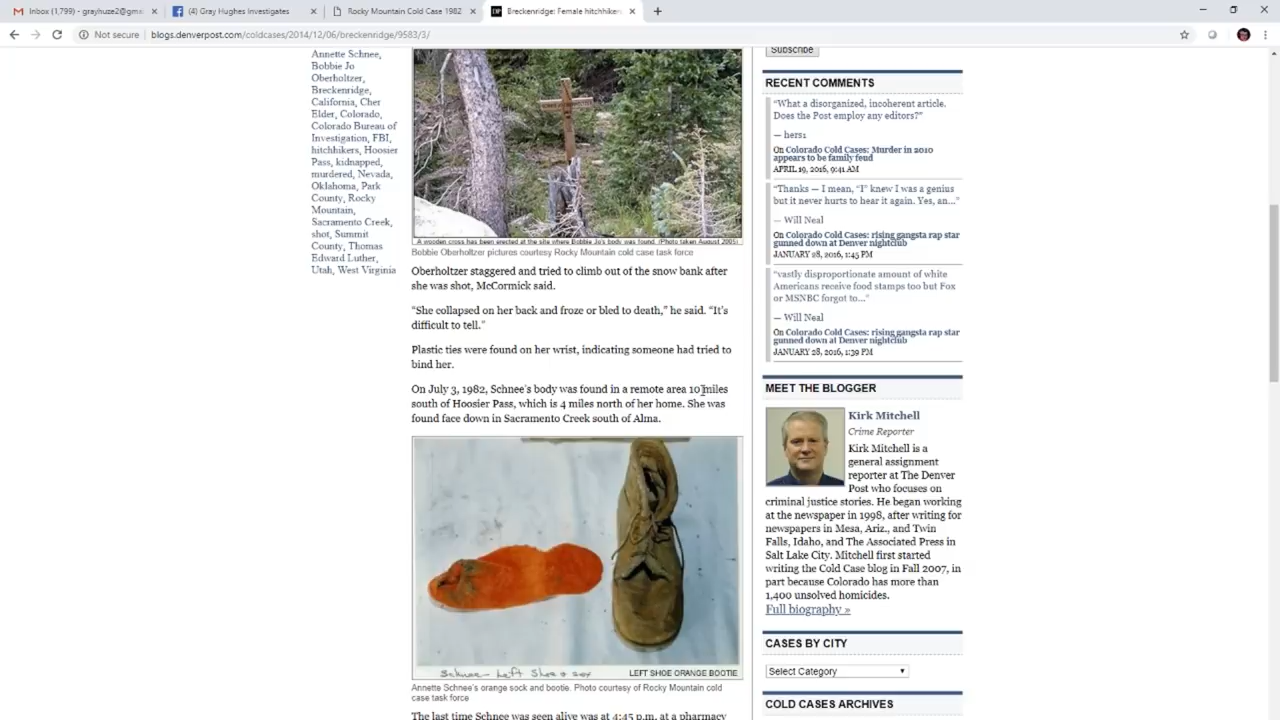 Inbox (1,799) - grayhuze2@gmai
(4) Gray Hughes Investigates
Rocky Mountain Cold Case 1982
Breckenridge: Female hitchhiker
Not secure
blogs.denverpost.com/coldcases/2014/12/06/breckenridge/9583/3/
Annette Schnee,
Bobbie Jo
Oberholtzer,
Breckenridge,
California, Cher
Elder, Colorado,
Colorado Bureau of
Investigation, FBI,
hitchhikers, Hoosier
Pass, kidnapped,
murdered, Nevada,
Oklahoma, Park
County, Rocky
Mountain,
Sacramento Creek,
shot, Summit
County, Thomas
Edward Luther,
Utah, West Virginia
A wooden cross has been erected at the site where Bobbie Jo's body was found. (Photo taken August 2005)
Bobbie Oberholtzer pictures courtesy Rocky Mountain cold case task force
Oberholtzer staggered and tried to climb out of the snow bank after
she was shot, McCormick said.
“She collapsed on her back and froze or bled to death,” he said. “It’s
difficult to tell.”
Plastic ties were found on her wrist, indicating someone had tried to
bind her.
On July 3, 1982, Schnee’s body was found in a remote area 10 miles
south of Hoosier Pass, which is 4 miles north of her home. She was
found face down in Sacramento Creek south of Alma.
Schnee - Left Shoe & sox
LEFT SHOE ORANGE BOOTIE
Annette Schnee's orange sock and bootie. Photo courtesy of Rocky Mountain cold
case task force
The last time Schnee was seen alive was at 4:45 p.m. at a pharmacy
Subscribe
RECENT COMMENTS
“What a disorganized, incoherent article.
Does the Post employ any editors?”
— hers1
On Colorado Cold Cases: Murder in 2010
appears to be family feud
APRIL 19, 2016, 9:41 AM
“Thanks — I mean, “I” knew I was a genius
but it never hurts to hear it again. Yes, an...”
— Will Neal
On Colorado Cold Cases: rising gangsta rap star
gunned down at Denver nightclub
JANUARY 28, 2016, 1:45 PM
“vastly disproportionate amount of white
Americans receive food stamps too but Fox
or MSNBC forgot to...”
— Will Neal
On Colorado Cold Cases: rising gangsta rap star
gunned down at Denver nightclub
JANUARY 28, 2016, 1:39 PM
MEET THE BLOGGER
Kirk Mitchell
Crime Reporter
Kirk Mitchell is a
general assignment
reporter at The Denver
Post who focuses on
criminal justice stories. He began working
at the newspaper in 1998, after writing for
newspapers in Mesa, Ariz., and Twin
Falls, Idaho, and The Associated Press in
Salt Lake City. Mitchell first started
writing the Cold Case blog in Fall 2007, in
part because Colorado has more than
1,400 unsolved homicides.
Full biography »
CASES BY CITY
Select Category
COLD CASES ARCHIVES